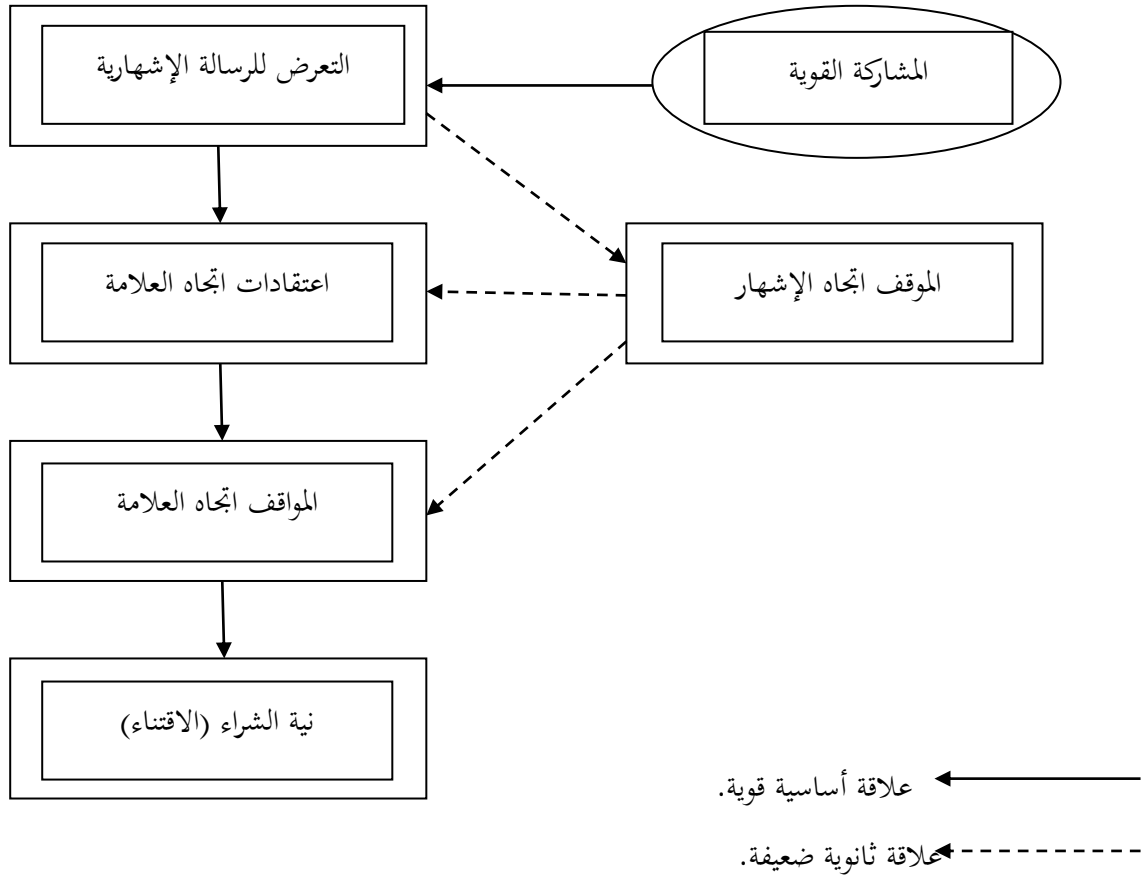 المشاركة القوية
التعرض للرسالة الإشهارية
الموقف اتجاه الإشهار
اعتقادات اتجاه العلامة
المواقف اتجاه العلامة
نية الشراء (الاقتناء)
علاقة أساسية قوية.
علاقة ثانوية ضعيفة.